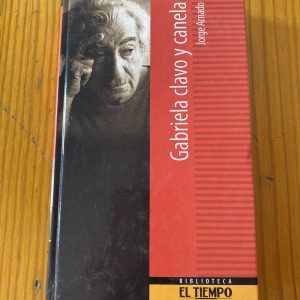 Gabriela clavo y canela
Jorge Amado
BIBLIOTECA
EL TIEMPO